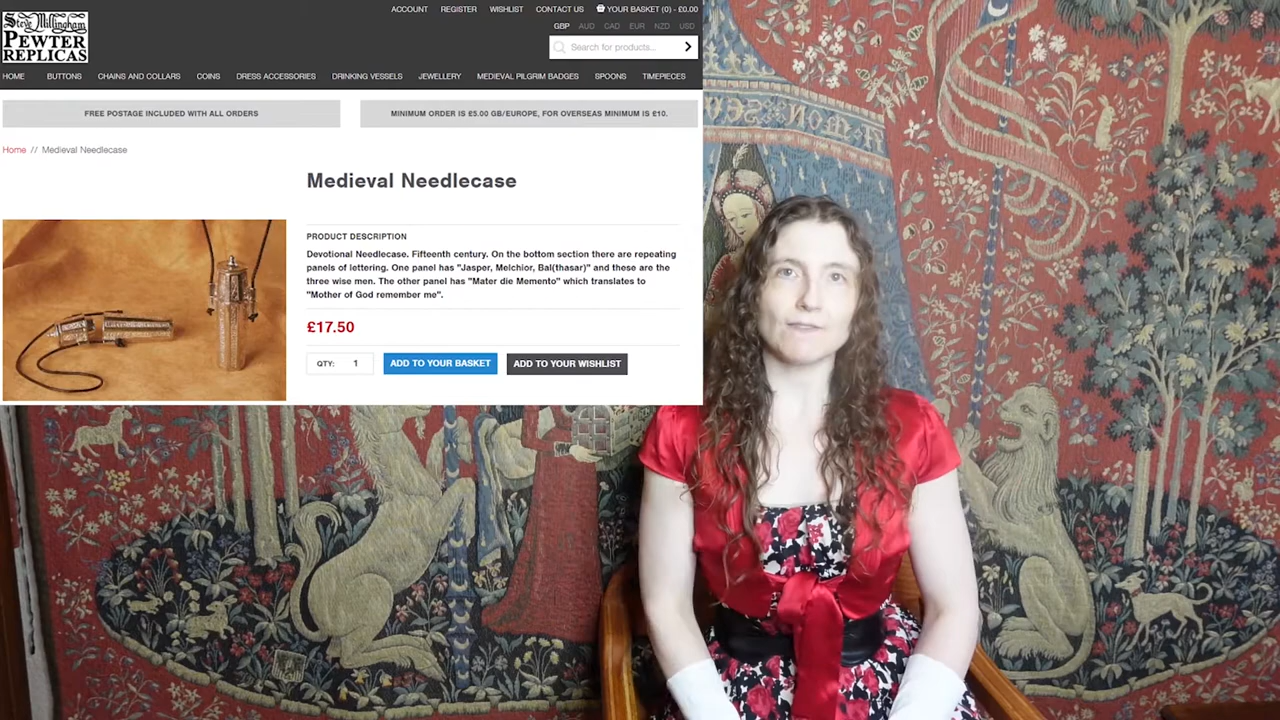 ACCOUNT REGISTER WISHLIST CONTACT US YOUR BASKET (0) - £0.00
GBP AUD CAD EUR NZD USD
Steve Millingham
PEWTER
REPLICAS
Search for products...
HOME BUTTONS CHAINS AND COLLARS COINS DRESS ACCESSORIES DRINKING VESSELS JEWELLERY MEDIEVAL PILGRIM BADGES SPOONS TIMEPIECES
FREE POSTAGE INCLUDED WITH ALL ORDERS
MINIMUM ORDER IS £5.00 GB/EUROPE, FOR OVERSEAS MINIMUM IS £10.
Home // Medieval Needlecase
Medieval Needlecase
PRODUCT DESCRIPTION
Devotional Needlecase. Fifteenth century. On the bottom section there are repeating
panels of lettering. One panel has "Jasper, Melchior, Bal(thasar)" and these are the
three wise men. The other panel has "Mater die Memento" which translates to
"Mother of God remember me".
£17.50
QTY: 1 ADD TO YOUR BASKET ADD TO YOUR WISHLIST